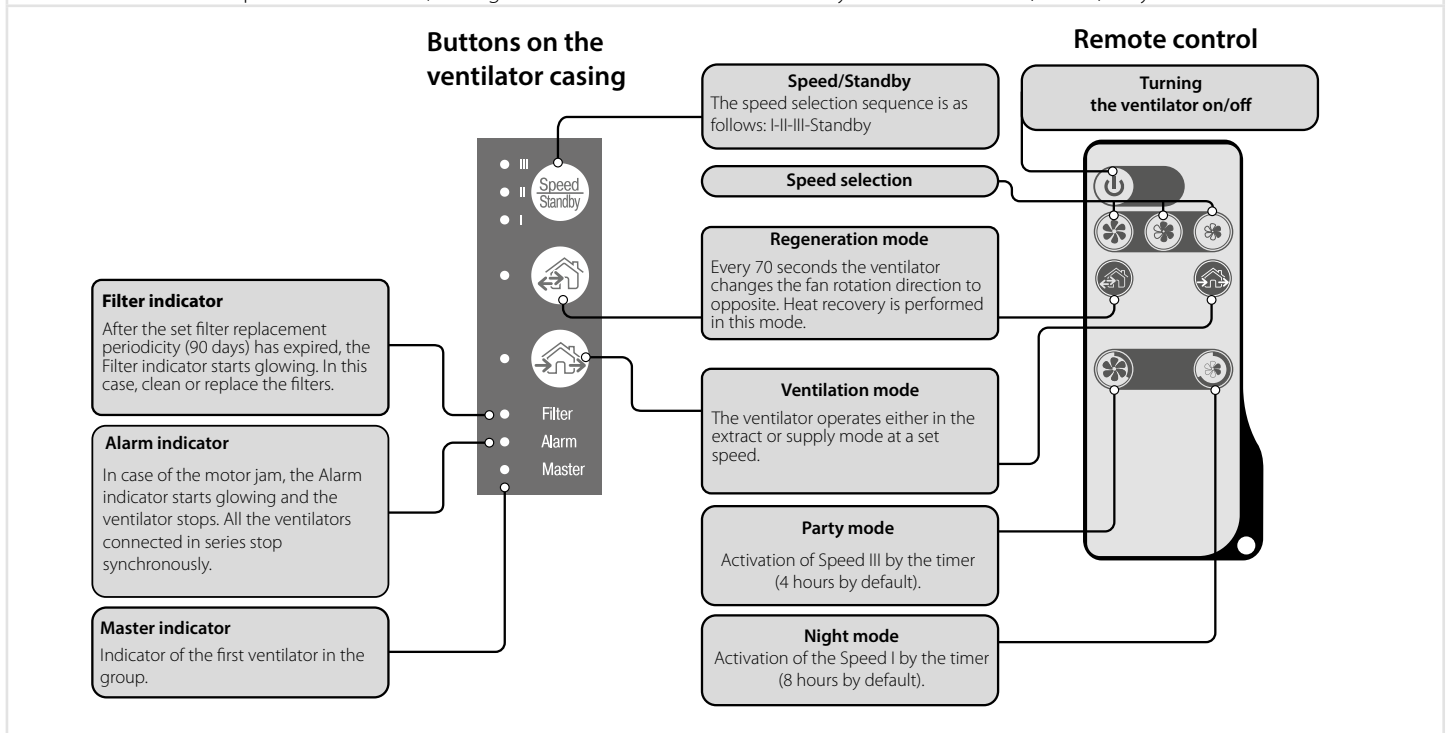 Buttons on the
ventilator casing
Remote control
Speed/Standby
The speed selection sequence is as
follows: I-II-III-Standby
Turning
the ventilator on/off
III
II
I
Speed
Standby
Speed selection
Regeneration mode
Every 70 seconds the ventilator
changes the fan rotation direction to
opposite. Heat recovery is performed
in this mode.
Filter indicator
After the set filter replacement
periodicity (90 days) has expired, the
Filter indicator starts glowing. In this
case, clean or replace the filters.
Ventilation mode
The ventilator operates either in the
extract or supply mode at a set
speed.
Filter
Alarm
Master
Alarm indicator
In case of the motor jam, the Alarm
indicator starts glowing and the
ventilator stops. All the ventilators
connected in series stop
synchronously.
Party mode
Activation of Speed III by the timer
(4 hours by default).
Master indicator
Indicator of the first ventilator in the
group.
Night mode
Activation of the Speed I by the timer
(8 hours by default).